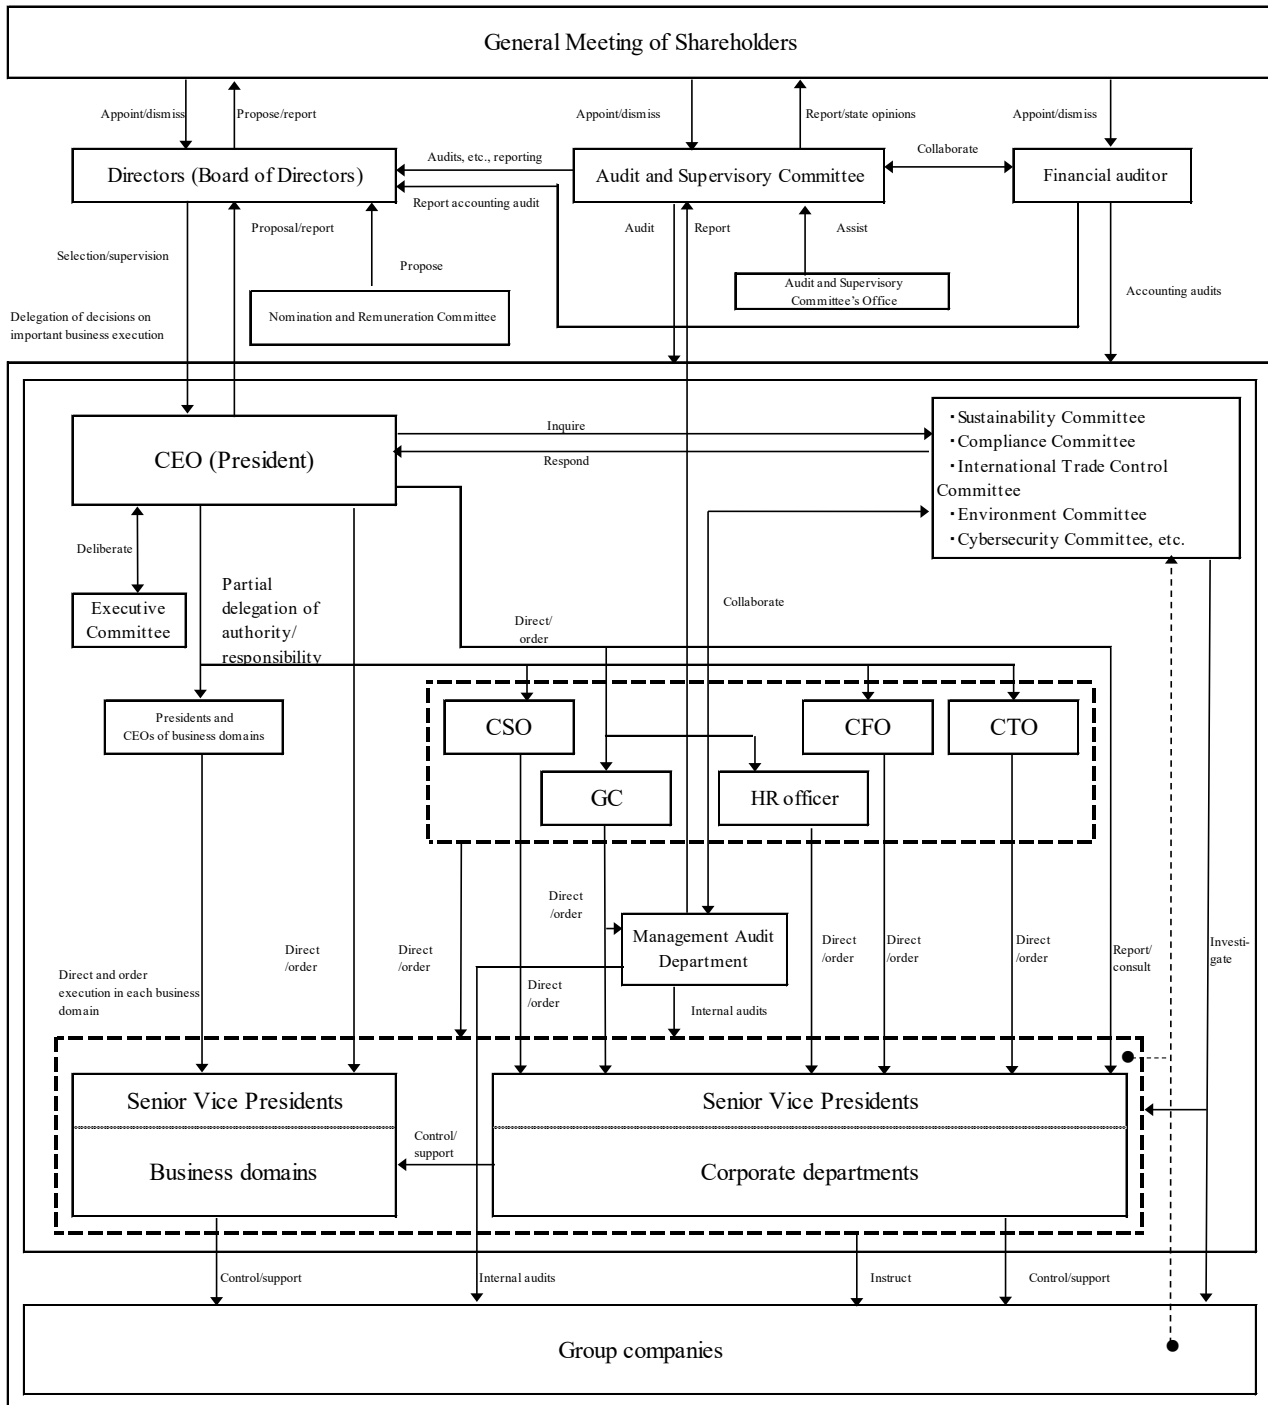 General Meeting of Shareholders
Appoint/dismiss
Propose/report
Appoint/dismiss
Report/state opinions
Appoint/dismiss
Directors (Board of Directors)
Audits, etc., reporting
Report accounting audit
Audit and Supervisory Committee
Collaborate
Financial auditor
Selection/supervision
Proposal/report
Propose
Audit
Report
Assist
Audit and Supervisory
Committee's Office
Accounting audits
Nomination and Remuneration Committee
Delegation of decisions on
important business execution
CEO (President)
Inquire
Respond
・Sustainability Committee
・Compliance Committee
・International Trade Control
Committee
・Environment Committee
・Cybersecurity Committee, etc.
Deliberate
Executive
Committee
Partial
delegation of
authority/
responsibility
Direct/
order
Collaborate
Presidents and
CEOs of business domains
CSO
CFO
CTO
GC
HR officer
Direct
/order
Management Audit
Department
Direct and order
execution in each business
domain
Direct
/order
Direct
/order
Direct
/order
Internal audits
Direct
/order
Direct
/order
Direct
/order
Report/
consult
Investi-
gate
Senior Vice Presidents
Business domains
Control/
support
Senior Vice Presidents
Corporate departments
Control/support
Internal audits
Instruct
Control/support
Group companies